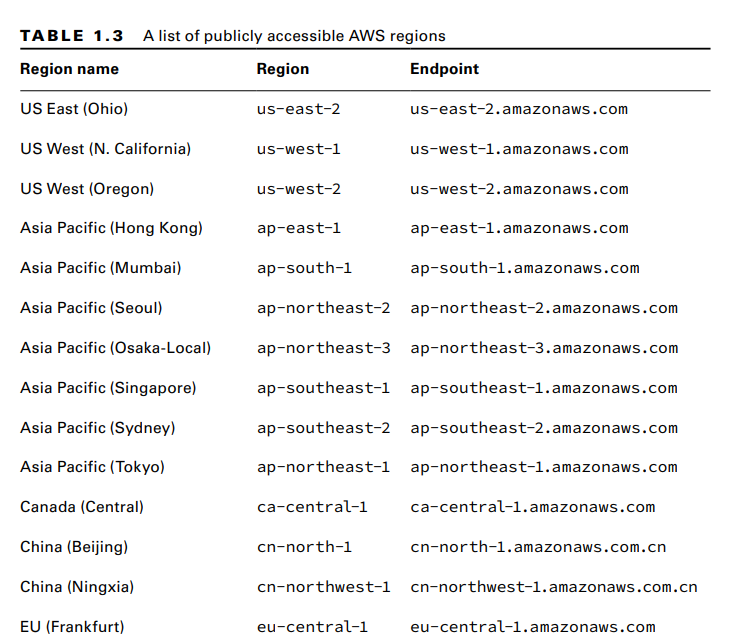 TABLE 1.3 A list of publicly accessible AWS regions
Region name Region Endpoint
US East (Ohio) us-east-2 us-east-2.amazonaws.com
US West (N. California) us-west-1 us-west-1.amazonaws.com
US West (Oregon) us-west-2 us-west-2.amazonaws.com
Asia Pacific (Hong Kong) ap-east-1 ap-east-1.amazonaws.com
Asia Pacific (Mumbai) ap-south-1 ap-south-1.amazonaws.com
Asia Pacific (Seoul) ap-northeast-2 ap-northeast-2.amazonaws.com
Asia Pacific (Osaka-Local) ap-northeast-3 ap-northeast-3.amazonaws.com
Asia Pacific (Singapore) ap-southeast-1 ap-southeast-1.amazonaws.com
Asia Pacific (Sydney) ap-southeast-2 ap-southeast-2.amazonaws.com
Asia Pacific (Tokyo) ap-northeast-1 ap-northeast-1.amazonaws.com
Canada (Central) ca-central-1 ca-central-1.amazonaws.com
China (Beijing) cn-north-1 cn-north-1.amazonaws.com.cn
China (Ningxia) cn-northwest-1 cn-northwest-1.amazonaws.com.cn
EU (Frankfurt) eu-central-1 eu-central-1.amazonaws.com